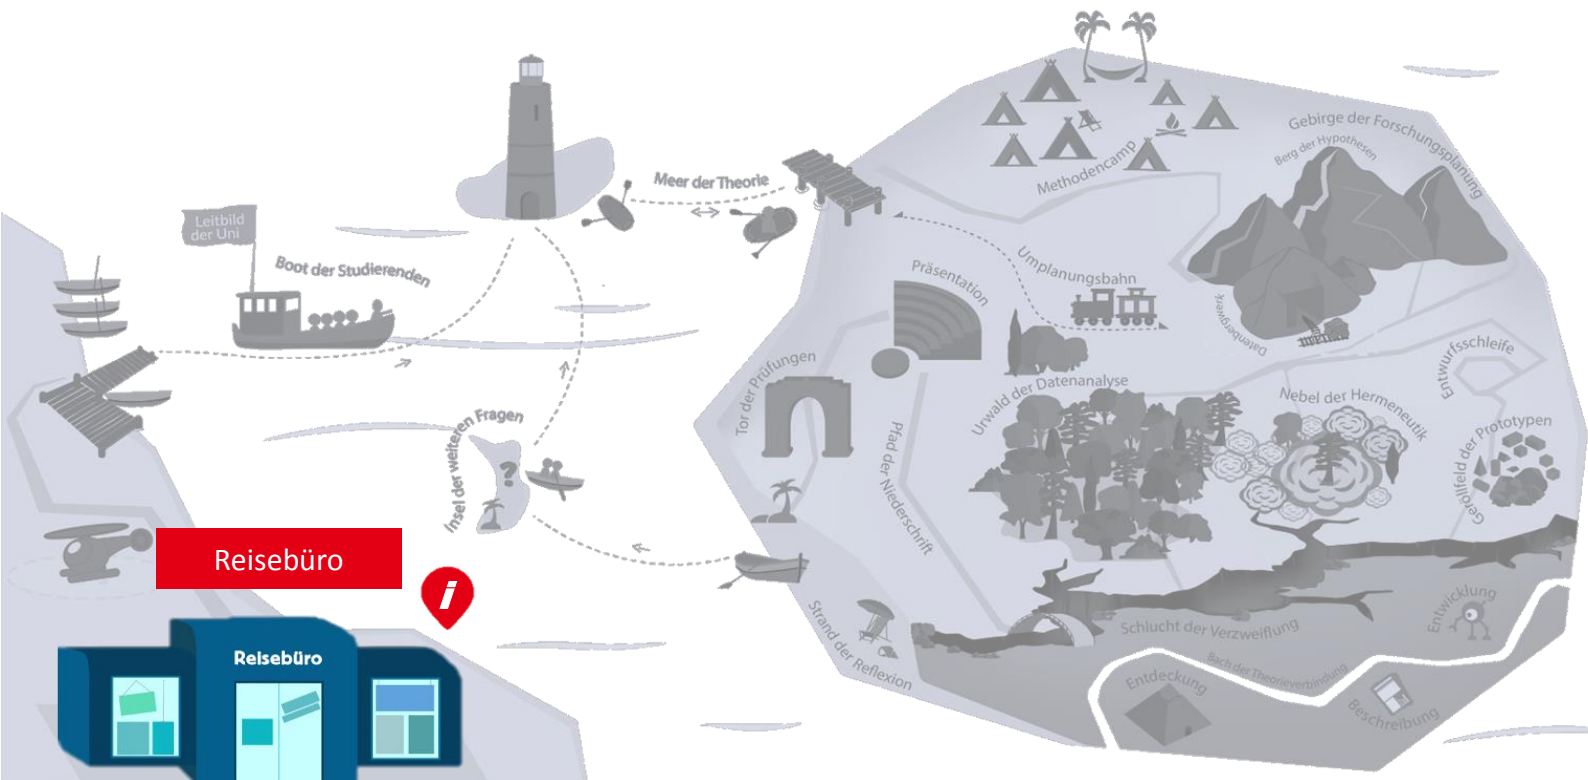 Gebirge der Forschungsplanung
Berg der Hypothesen
Methodencamp
Meer der Theorie
Leitbild
der Uni
Boot der Studierenden
Umplanungsbahn
Präsentation
Datenbergwerk
Entwurfsschleife
Tor der Prüfungen
Urwald der Datenanalyse
Nebel der Hermeneutik
Insel der weiteren Fragen
?
Pfad der Niederschrift
Geröllfeld der Prototypen
Reisebüro
i
Strand der Reflexion
Schlucht der Verzweiflung
Entwicklung
Reisebüro
Bach der Theorieverbindung
Entdeckung
Beschreibung